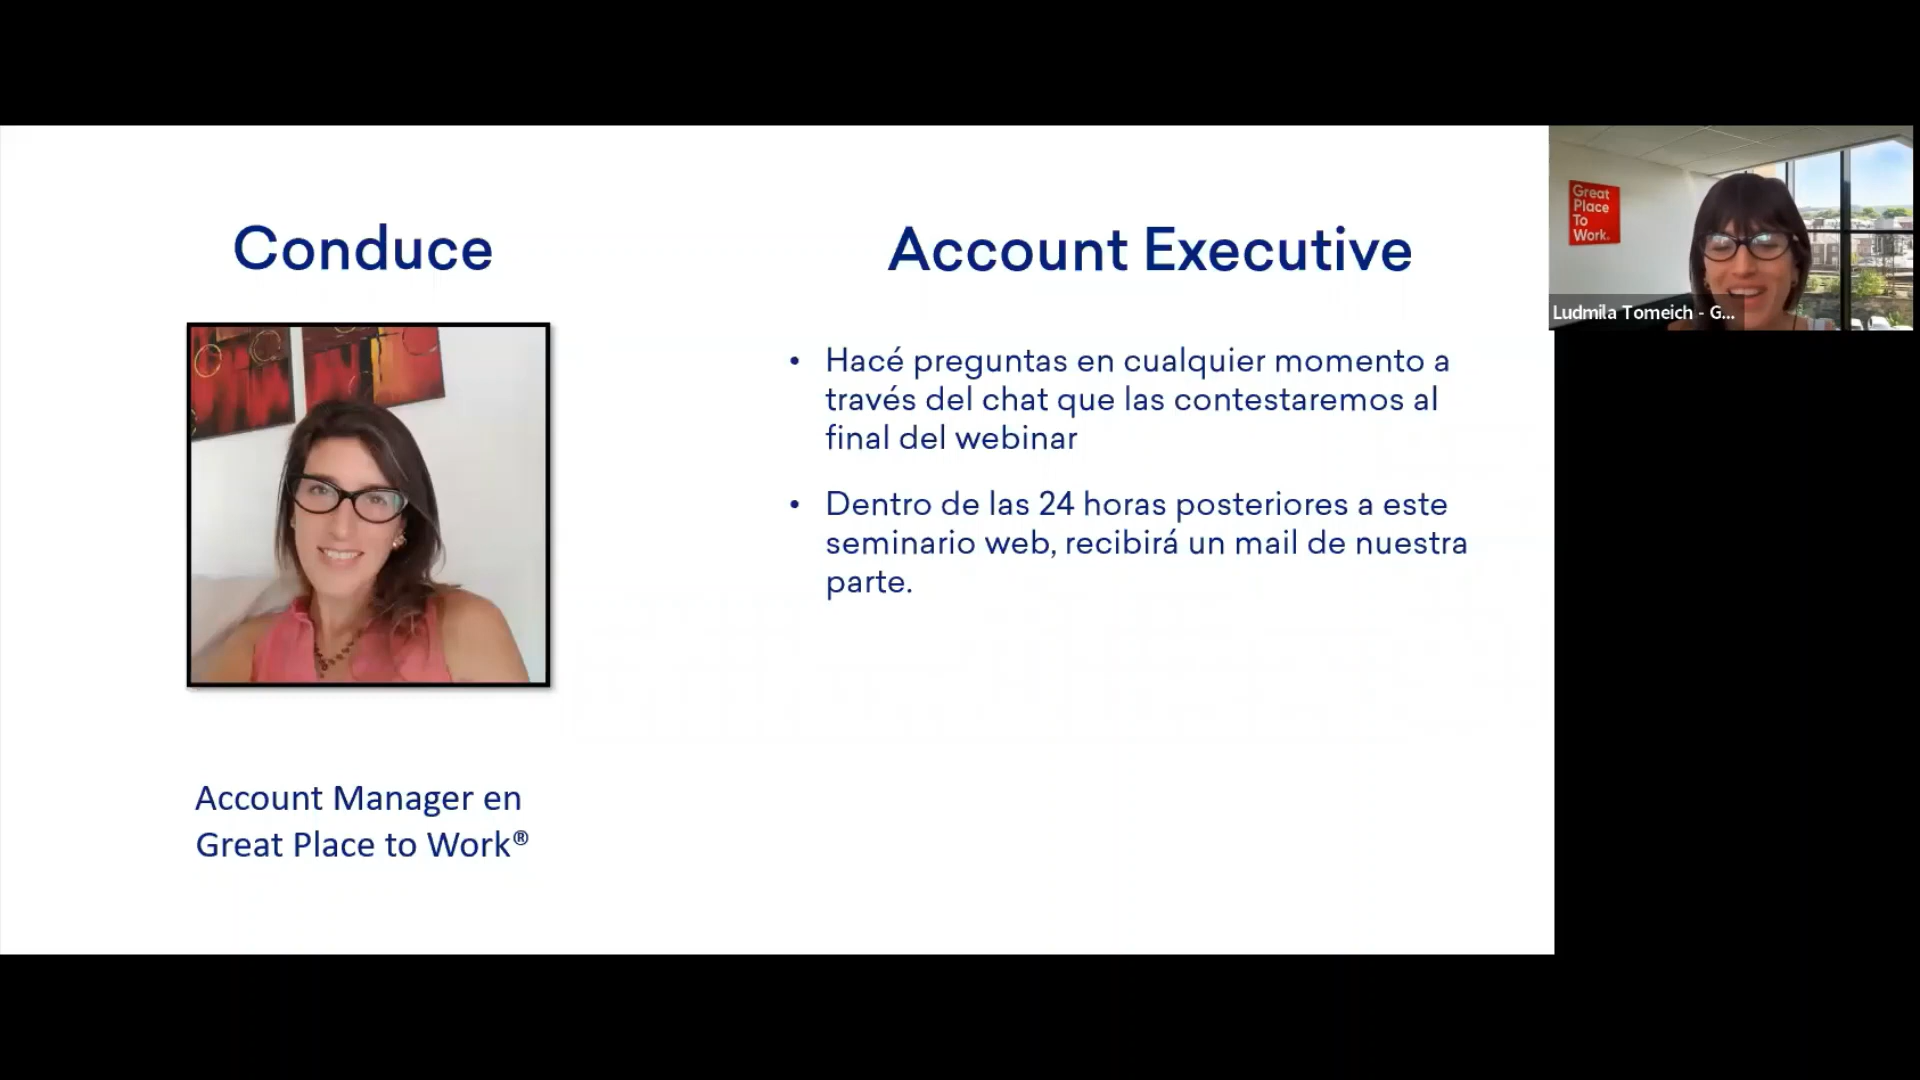 Conduce
Account Executive
• Hacé preguntas en cualquier momento a
través del chat que las contestaremos al
final del webinar
• Dentro de las 24 horas posteriores a este
seminario web, recibirá un mail de nuestra
parte.
Account Manager en
Great Place to Work®
Great
Place
To
Work.
Ludmila Tomeich - G...